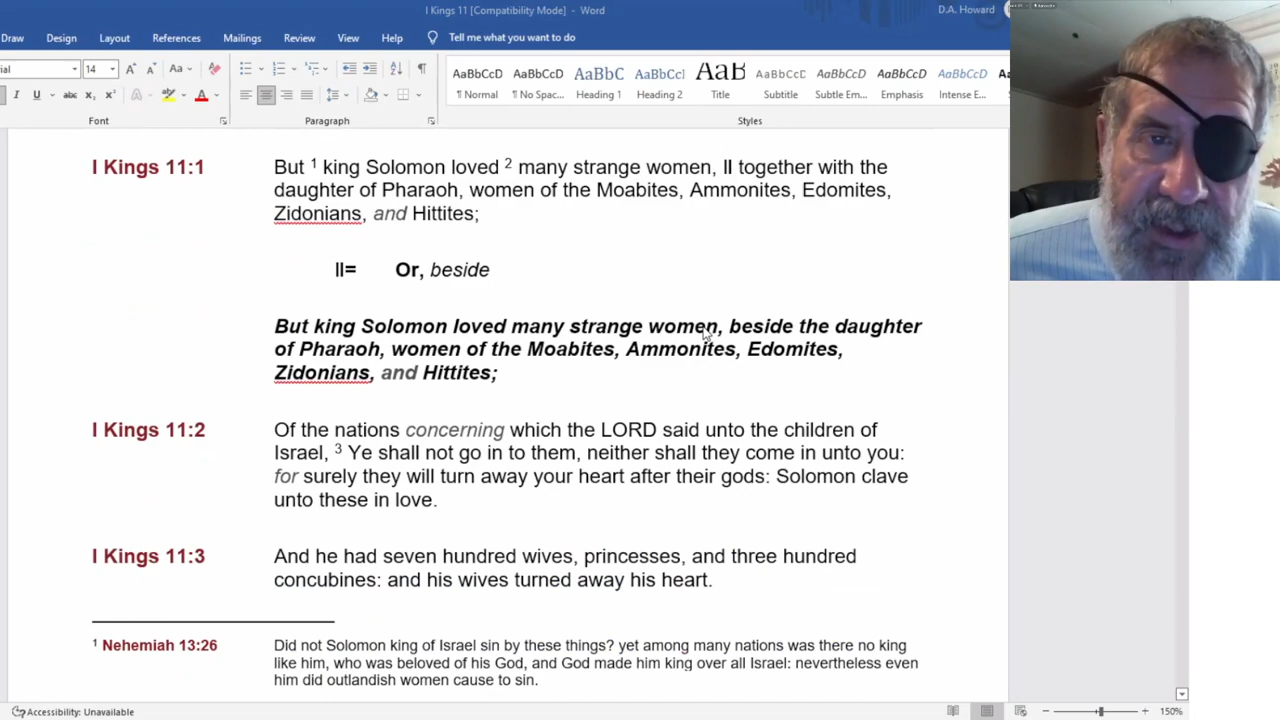 I Kings 11 [Compatibility Mode] - Word
D.A. Howard
Draw Design Layout References Mailings Review View Help Tell me what you want to do
ial 14 A A Aa
AaBbCcD AaBbCcD AaBbC AaBbCcI AaB AaBbCcD AaBbCcD AaBbCcD AaBbCcD
I U abc x₂ x² A A
¶ Normal ¶ No Spac... Heading 1 Heading 2 Title Subtitle Subtle Em... Emphasis Intense E...
Font Paragraph Styles
I Kings 11:1 But ¹ king Solomon loved ² many strange women, ll together with the
daughter of Pharaoh, women of the Moabites, Ammonites, Edomites,
Zidonians, and Hittites;
ll= Or, beside
But king Solomon loved many strange women, beside the daughter
of Pharaoh, women of the Moabites, Ammonites, Edomites,
Zidonians, and Hittites;
I Kings 11:2 Of the nations concerning which the LORD said unto the children of
Israel, ³ Ye shall not go in to them, neither shall they come in unto you:
for surely they will turn away your heart after their gods: Solomon clave
unto these in love.
I Kings 11:3 And he had seven hundred wives, princesses, and three hundred
concubines: and his wives turned away his heart.
¹ Nehemiah 13:26 Did not Solomon king of Israel sin by these things? yet among many nations was there no king
like him, who was beloved of his God, and God made him king over all Israel: nevertheless even
him did outlandish women cause to sin.
Accessibility: Unavailable 150%